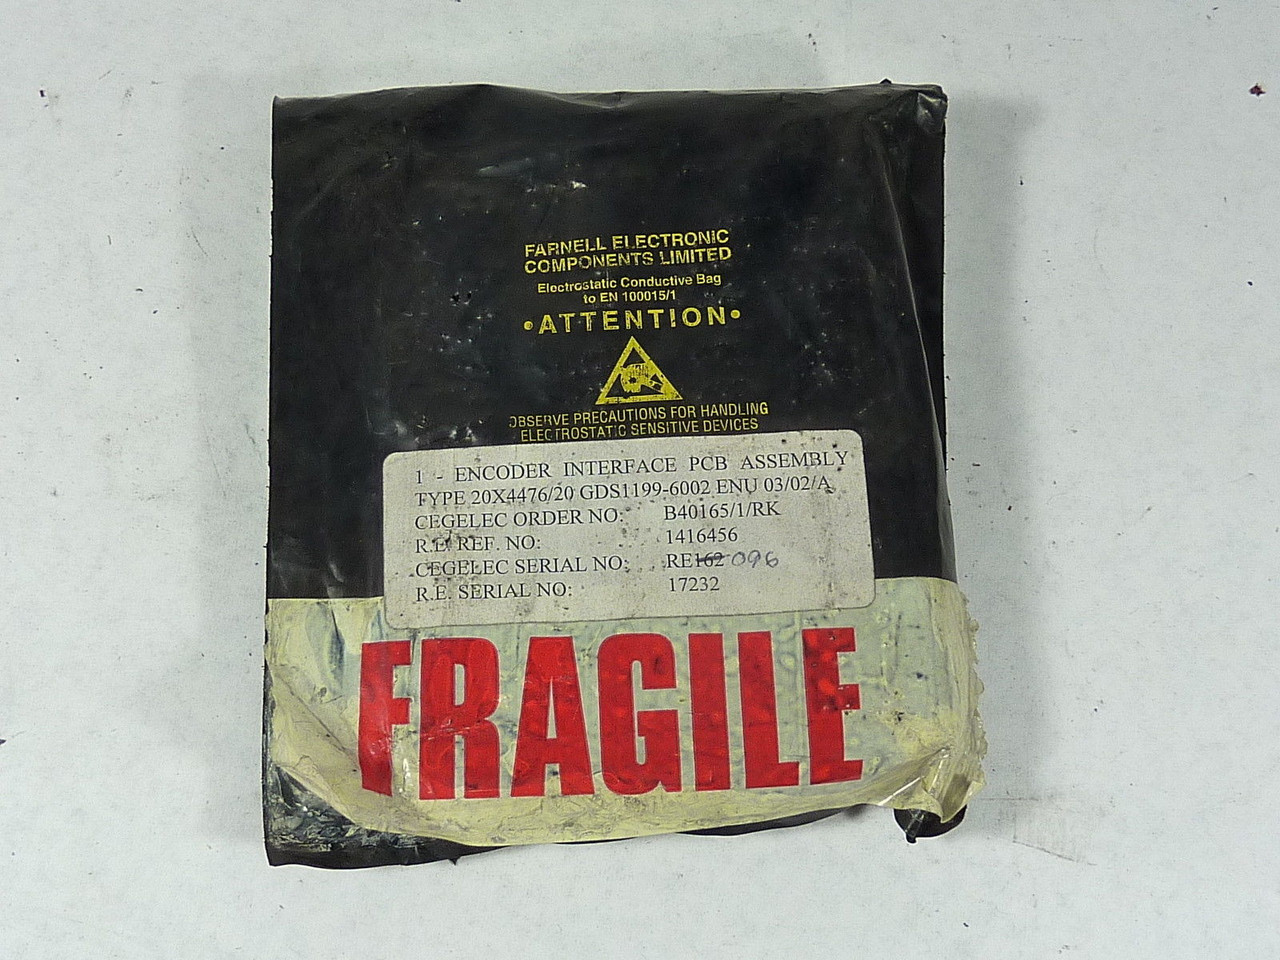 FARNELL ELECTRONIC
COMPONENTS LIMITED
Electrostatic Conductive Bag
to EN 100015/1
•ATTENTION•
OBSERVE PRECAUTIONS FOR HANDLING
ELECTROSTATIC SENSITIVE DEVICES
1 - ENCODER INTERFACE PCB ASSEMBLY
TYPE 20X4476/20 GDS1199-6002 ENU 03/02/A
CEGELEC ORDER NO: B40165/1/RK
R.E. REF. NO: 1416456
CEGELEC SERIAL NO: RE162 096
R.E. SERIAL NO: 17232
FRAGILE